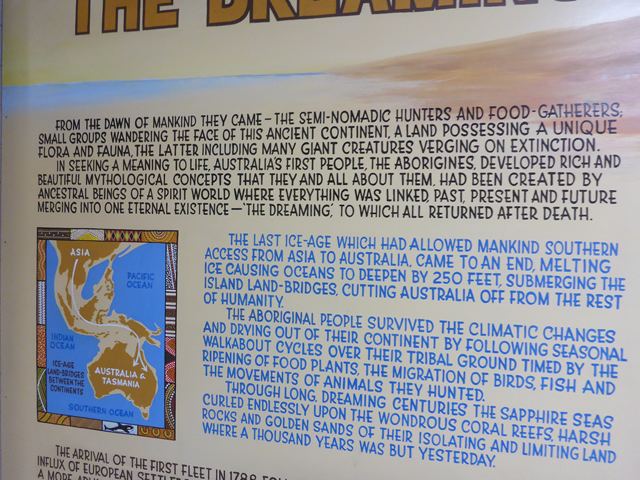 THE DREAMING
FROM THE DAWN OF MANKIND THEY CAME – THE SEMI-NOMADIC HUNTERS AND FOOD-GATHERERS;
SMALL GROUPS WANDERING THE FACE OF THIS ANCIENT CONTINENT, A LAND POSSESSING A UNIQUE
FLORA AND FAUNA, THE LATTER INCLUDING MANY GIANT CREATURES VERGING ON EXTINCTION.
IN SEEKING A MEANING TO LIFE, AUSTRALIA'S FIRST PEOPLE, THE ABORIGINES, DEVELOPED RICH AND
BEAUTIFUL MYTHOLOGICAL CONCEPTS THAT THEY AND ALL ABOUT THEM, HAD BEEN CREATED BY
ANCESTRAL BEINGS OF A SPIRIT WORLD WHERE EVERYTHING WAS LINKED, PAST, PRESENT AND FUTURE
MERGING INTO ONE ETERNAL EXISTENCE – 'THE DREAMING,' TO WHICH ALL RETURNED AFTER DEATH.
ASIA
PACIFIC
OCEAN
INDIAN
OCEAN
ICE-AGE
LAND-BRIDGES
BETWEEN THE
CONTINENTS
AUSTRALIA &
TASMANIA
SOUTHERN OCEAN
THE LAST ICE-AGE WHICH HAD ALLOWED MANKIND SOUTHERN
ACCESS FROM ASIA TO AUSTRALIA, CAME TO AN END, MELTING
ICE CAUSING OCEANS TO DEEPEN BY 250 FEET, SUBMERGING THE
ISLAND LAND-BRIDGES, CUTTING AUSTRALIA OFF FROM THE REST
OF HUMANITY.
THE ABORIGINAL PEOPLE SURVIVED THE CLIMATIC CHANGES
AND DRYING OUT OF THEIR CONTINENT BY FOLLOWING SEASONAL
WALKABOUT CYCLES OVER THEIR TRIBAL GROUND TIMED BY THE
RIPENING OF FOOD PLANTS, THE MIGRATION OF BIRDS, FISH AND
THE MOVEMENTS OF ANIMALS THEY HUNTED.
THROUGH LONG, DREAMING CENTURIES THE SAPPHIRE SEAS
CURLED ENDLESSLY UPON THE WONDROUS CORAL REEFS, HARSH
ROCKS AND GOLDEN SANDS OF THEIR ISOLATING AND LIMITING LAND
WHERE A THOUSAND YEARS WAS BUT YESTERDAY.
THE ARRIVAL OF THE FIRST FLEET IN 1788
INFLUX OF EUROPEAN
A MORE